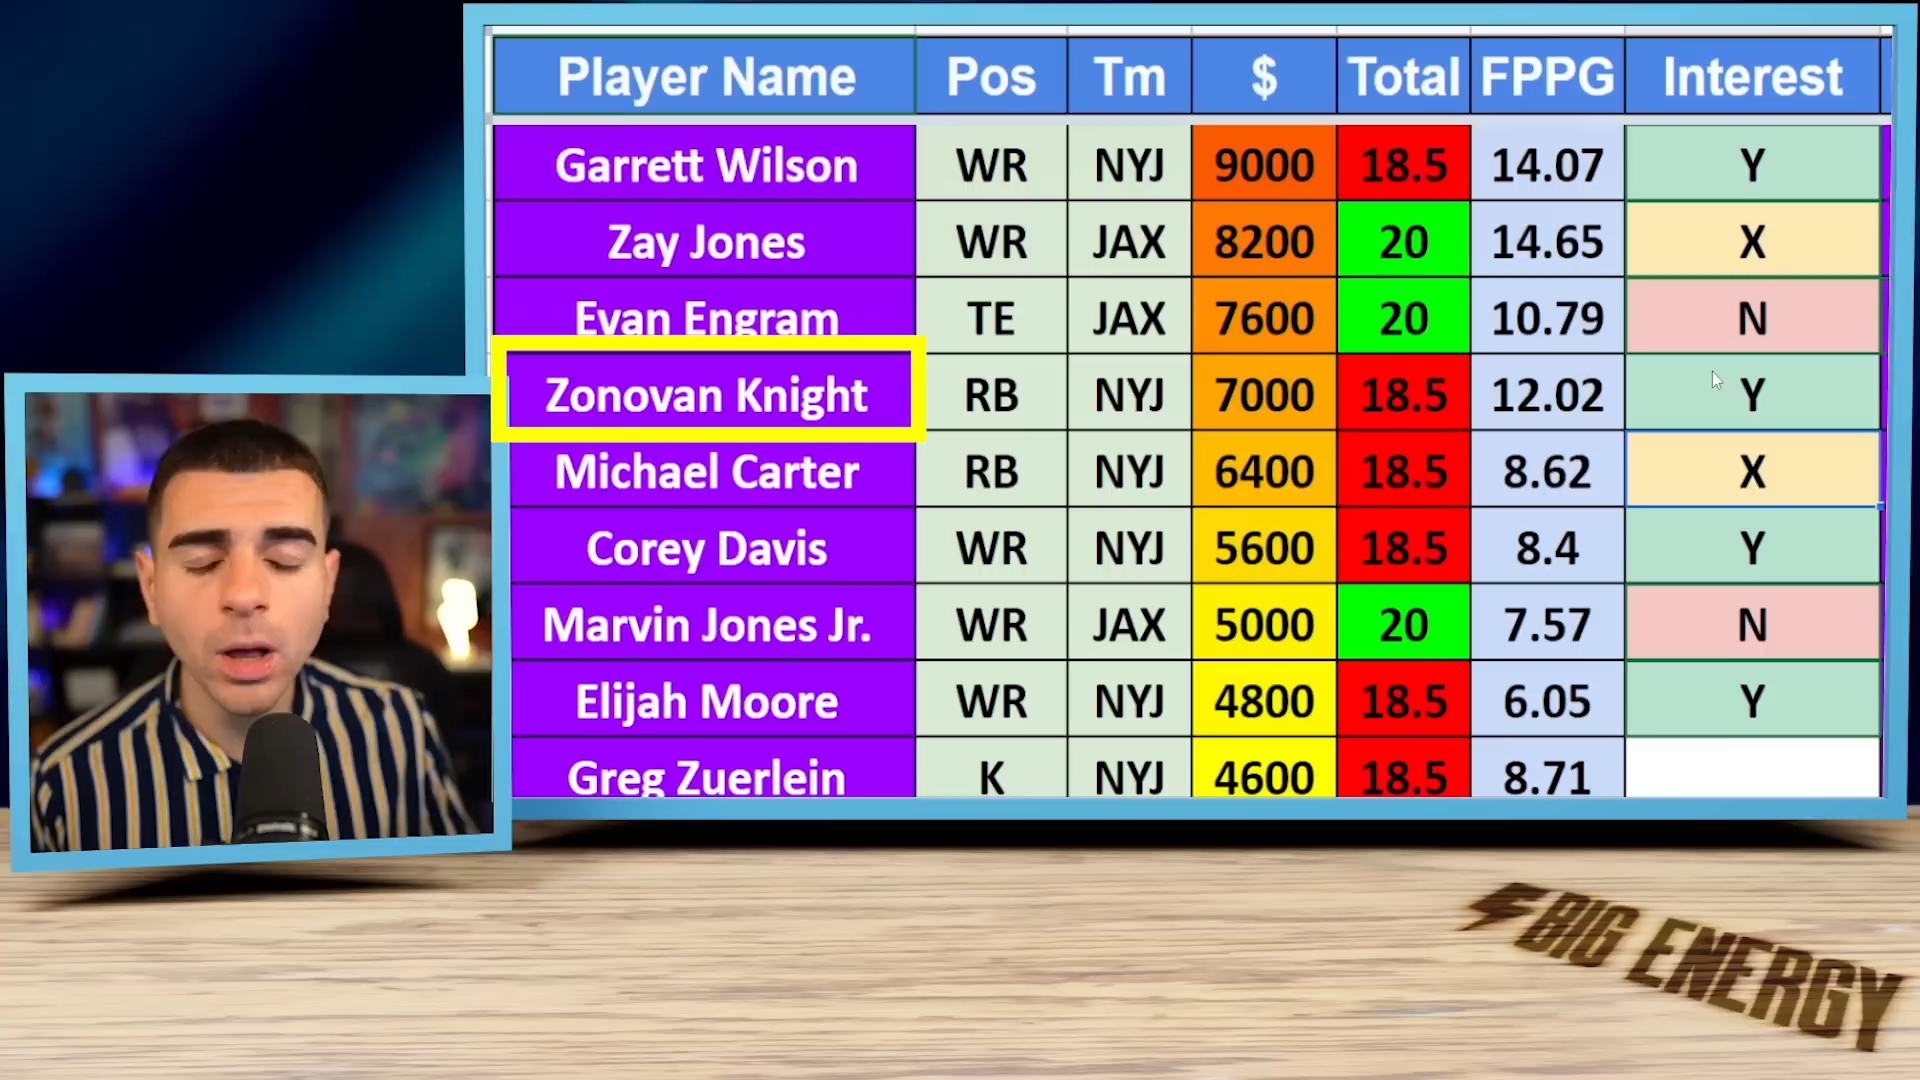 Player Name Pos Tm $ Total FPPG Interest
Garrett Wilson WR NYJ 9000 18.5 14.07 Y
Zay Jones WR JAX 8200 20 14.65 X
Evan Engram TE JAX 7600 20 10.79 N
Zonovan Knight RB NYJ 7000 18.5 12.02 Y
Michael Carter RB NYJ 6400 18.5 8.62 X
Corey Davis WR NYJ 5600 18.5 8.4 Y
Marvin Jones Jr. WR JAX 5000 20 7.57 N
Elijah Moore WR NYJ 4800 18.5 6.05 Y
Greg Zuerlein K NYJ 4600 18.5 8.71
BIG ENERGY